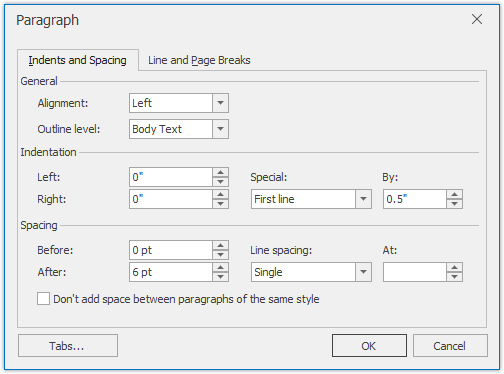 Paragraph
Indents and Spacing Line and Page Breaks
General
Alignment: Left
Outline level: Body Text
Indentation
Left: 0" Special: By:
Right: 0" First line 0.5"
Spacing
Before: 0 pt Line spacing: At:
After: 6 pt Single
Don't add space between paragraphs of the same style
Tabs... OK Cancel